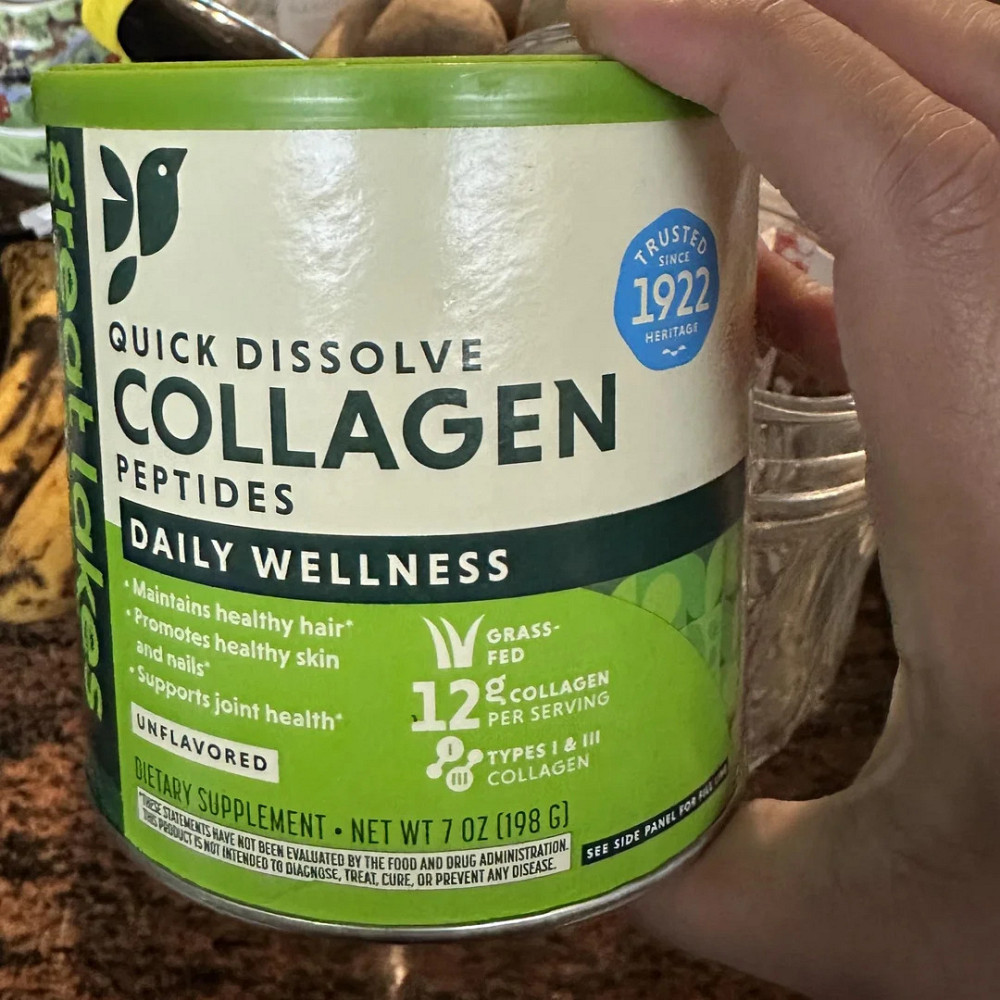 great lakes
TRUSTED
SINCE
1922
HERITAGE
QUICK DISSOLVE
COLLAGEN
PEPTIDES
DAILY WELLNESS
• Maintains healthy hair*
• Promotes healthy skin
and nails*
• Supports joint health*
UNFLAVORED
GRASS-
FED
12g COLLAGEN
PER SERVING
I
III
TYPES I & III
COLLAGEN
DIETARY SUPPLEMENT • NET WT 7 OZ (198 G)
*THESE STATEMENTS HAVE NOT BEEN EVALUATED BY THE FOOD AND DRUG ADMINISTRATION.
THIS PRODUCT IS NOT INTENDED TO DIAGNOSE, TREAT, CURE, OR PREVENT ANY DISEASE.
SEE SIDE PANEL FOR FILL LINE